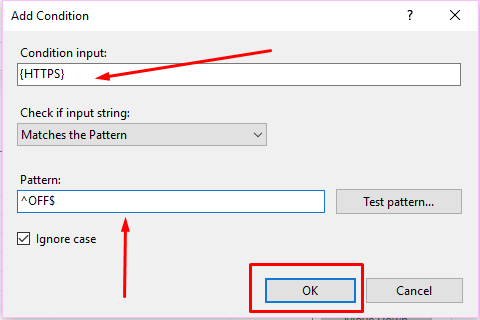 Add Condition
Condition input:
{HTTPS}
Check if input string:
Matches the Pattern
Pattern:
^OFF$
Test pattern...
Ignore case
OK
Cancel